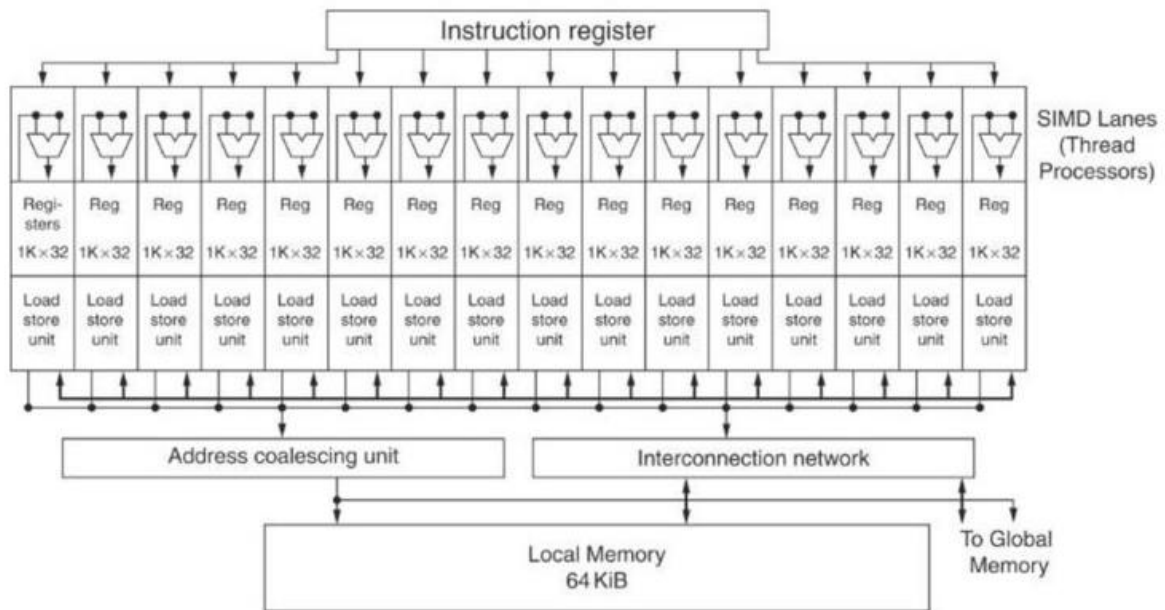 Instruction register
SIMD Lanes
(Thread
Processors)
Regi- Reg Reg Reg Reg Reg Reg Reg Reg Reg Reg Reg Reg Reg Reg Reg
sters
1K×32 1K×32 1K×32 1K×32 1K×32 1K×32 1K×32 1K×32 1K×32 1K×32 1K×32 1K×32 1K×32 1K×32 1K×32 1K×32
Load Load Load Load Load Load Load Load Load Load Load Load Load Load Load Load
store store store store store store store store store store store store store store store store
unit unit unit unit unit unit unit unit unit unit unit unit unit unit unit unit
Address coalescing unit
Interconnection network
Local Memory
64 KiB
To Global
Memory